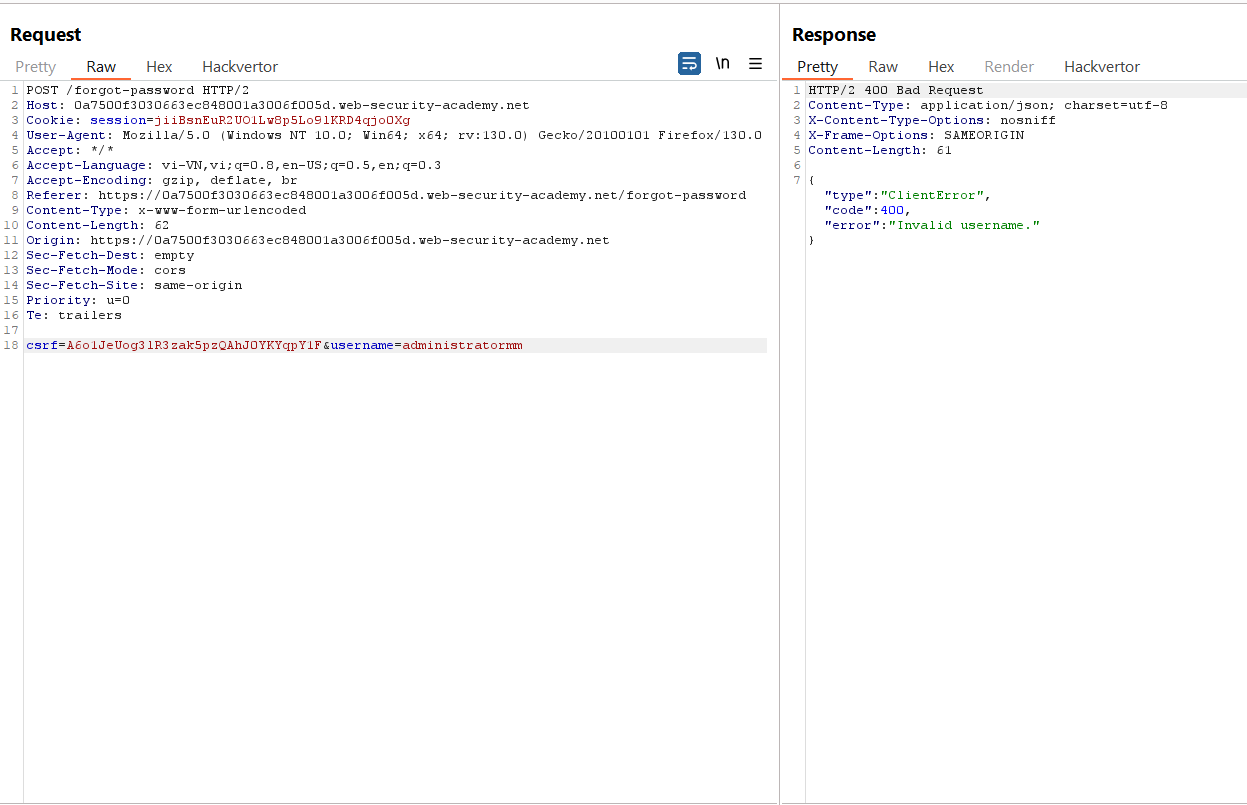 Request
Pretty Raw Hex Hackvertor \n
1 POST /forgot-password HTTP/2
2 Host: 0a7500f3030663ec848001a3006f005d.web-security-academy.net
3 Cookie: session=jiiBsnEuR2UO1Lw8p5Lo91KRD4qjo0Xg
4 User-Agent: Mozilla/5.0 (Windows NT 10.0; Win64; x64; rv:130.0) Gecko/20100101 Firefox/130.0
5 Accept: */*
6 Accept-Language: vi-VN,vi;q=0.8,en-US;q=0.5,en;q=0.3
7 Accept-Encoding: gzip, deflate, br
8 Referer: https://0a7500f3030663ec848001a3006f005d.web-security-academy.net/forgot-password
9 Content-Type: x-www-form-urlencoded
10 Content-Length: 62
11 Origin: https://0a7500f3030663ec848001a3006f005d.web-security-academy.net
12 Sec-Fetch-Dest: empty
13 Sec-Fetch-Mode: cors
14 Sec-Fetch-Site: same-origin
15 Priority: u=0
16 Te: trailers
17
18 csrf=A6o1JeUog3lR3zak5pzQAhJ0YKYqpY1F&username=administratormm
Response
Pretty Raw Hex Render Hackvertor
1 HTTP/2 400 Bad Request
2 Content-Type: application/json; charset=utf-8
3 X-Content-Type-Options: nosniff
4 X-Frame-Options: SAMEORIGIN
5 Content-Length: 61
6
7 {
"type":"ClientError",
"code":400,
"error":"Invalid username."
}